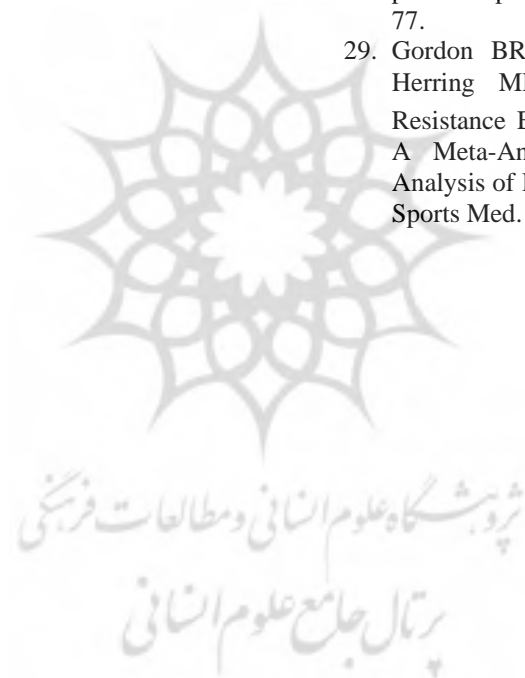 77.
29. Gordon BR
Herring
Resistance
A Meta-An
Analysis of
Sports Med.
پژوهشگاه علوم انسانی و مطالعات فرهنگی
پرتال جامع علوم انسانی